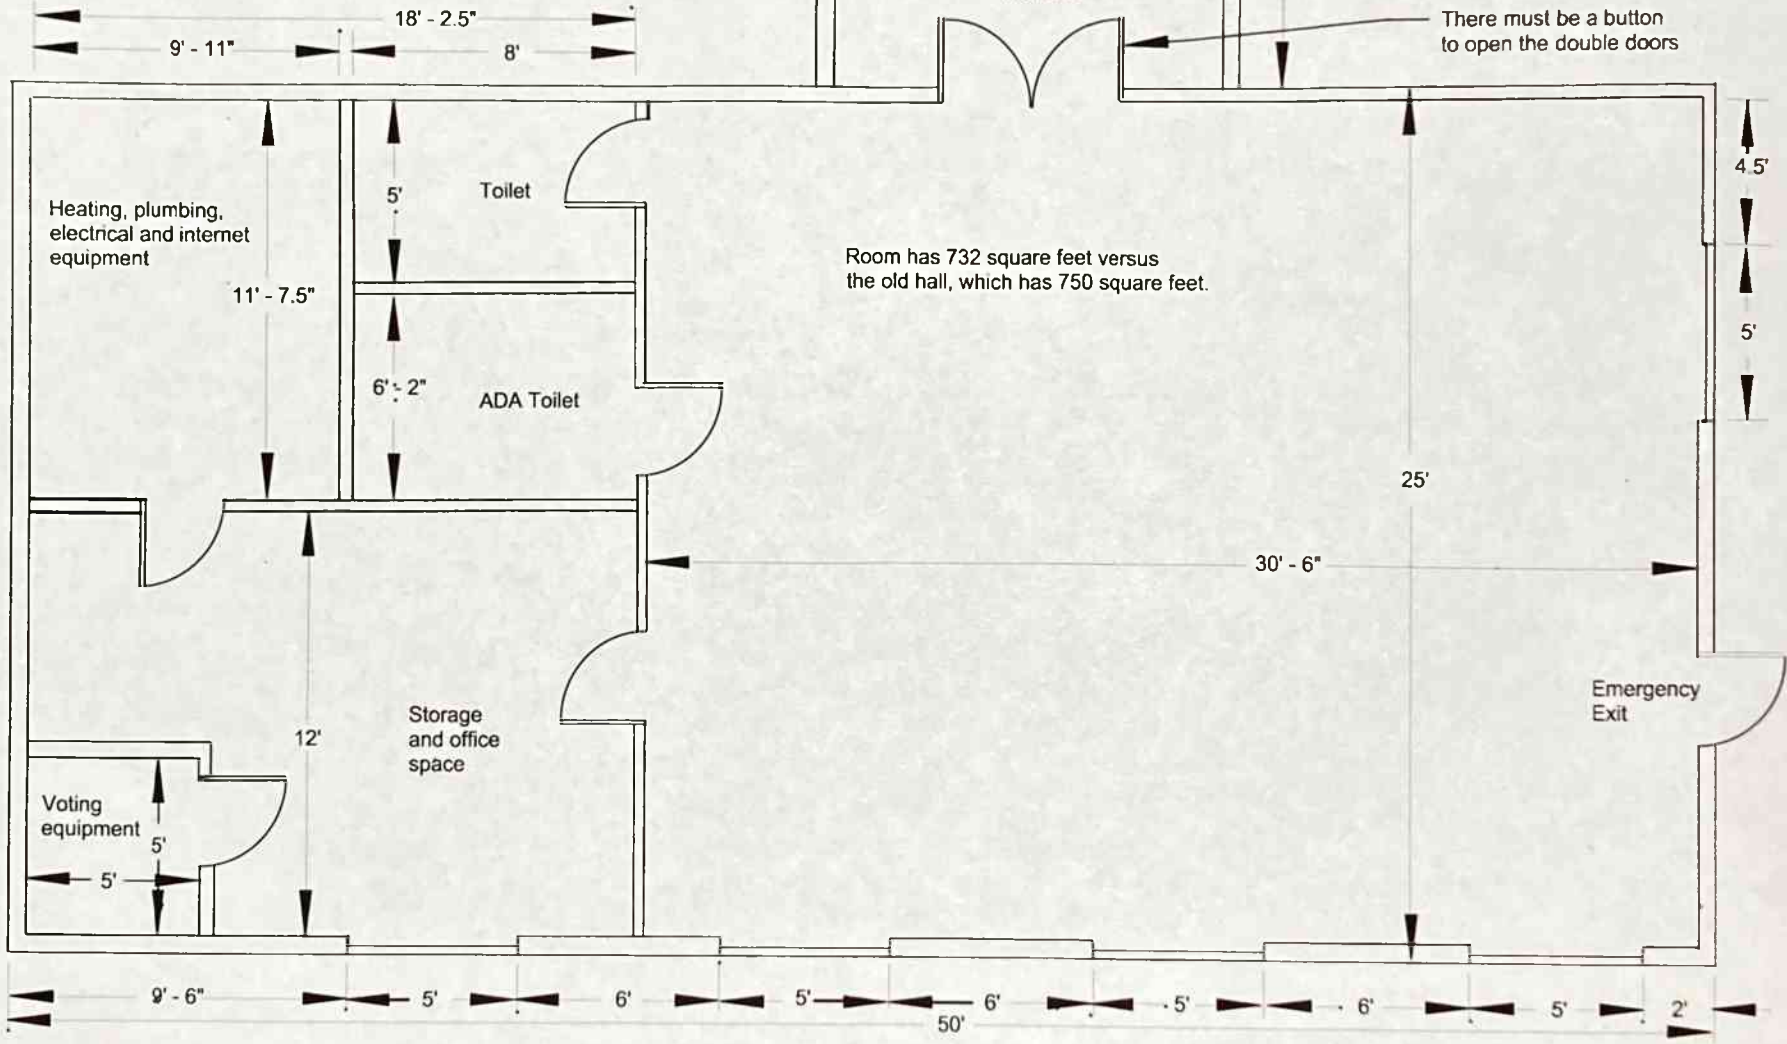 18' - 2.5"
9' - 11"
8'
There must be a button
to open the double doors
4.5'
5'
Toilet
Heating, plumbing,
electrical and internet
equipment
11' - 7.5"
Room has 732 square feet versus
the old hall, which has 750 square feet.
5'
6' - 2"
ADA Toilet
25'
30' - 6"
Emergency
Exit
12'
Storage
and office
space
Voting
equipment
5'
5'
9' - 6"
5'
6'
5'
6'
5'
6'
5'
2'
50'